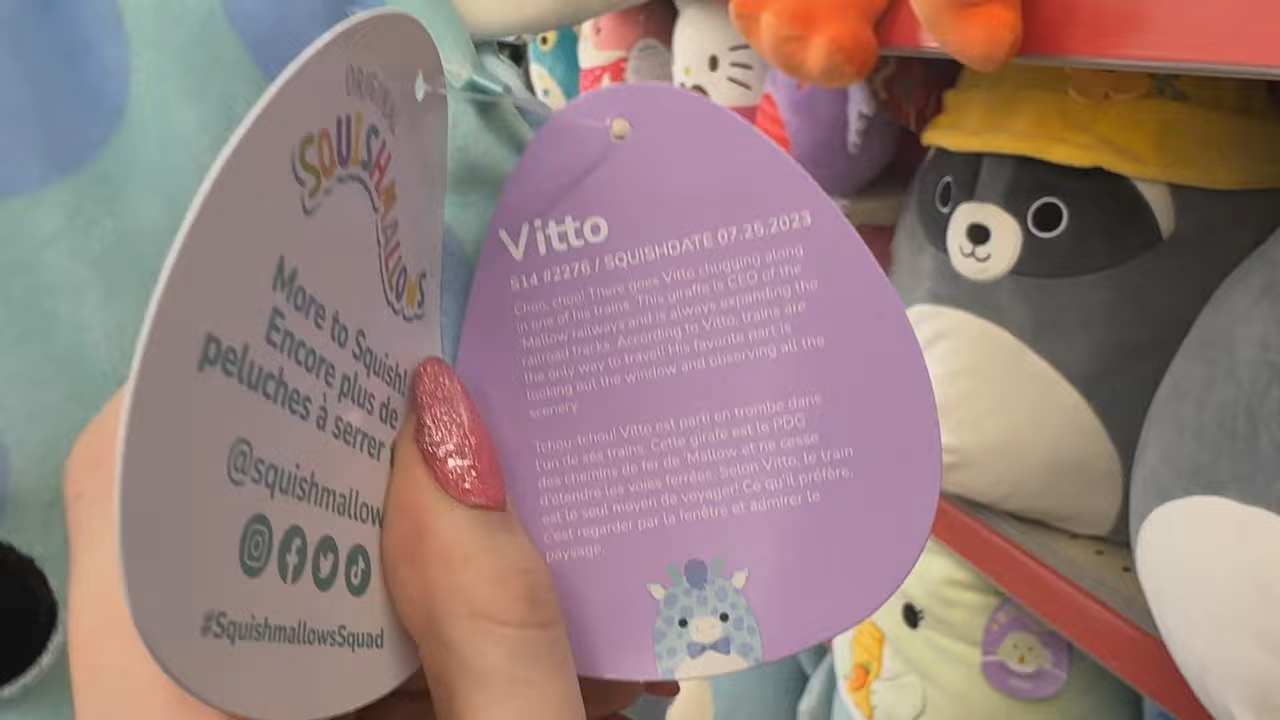 ORIGINAL
SQUISHMALLOWS
More to Squish!
Encore plus de
peluches à serrer
@squishmallow
#SquishmallowsSquad
Vitto
S14 #2276 / SQUISHDATE 07.25.2023
Choo, choo! There goes Vitto chugging along
in one of his trains. This giraffe is CEO of the
Mallow railways and is always expanding the
railroad tracks. According to Vitto, trains are
the only way to travel! His favorite part is
looking out the window and observing all the
scenery.
Tchou-tchou! Vitto est parti en trombe dans
l'un de ses trains. Cette girafe est le PDG
des chemins de fer de 'Mallow et ne cesse
d'étendre les voies ferrées. Selon Vitto, le train
est le seul moyen de voyager! Ce qu'il préfère,
c'est regarder par la fenêtre et admirer le
paysage.